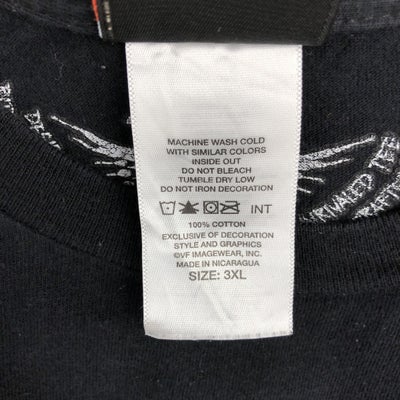 MACHINE WASH COLD
WITH SIMILAR COLORS
INSIDE OUT
DO NOT BLEACH
TUMBLE DRY LOW
DO NOT IRON DECORATION
INT
100% COTTON
EXCLUSIVE OF DECORATION
STYLE AND GRAPHICS
©VF IMAGEWEAR, INC.
MADE IN NICARAGUA
SIZE: 3XL